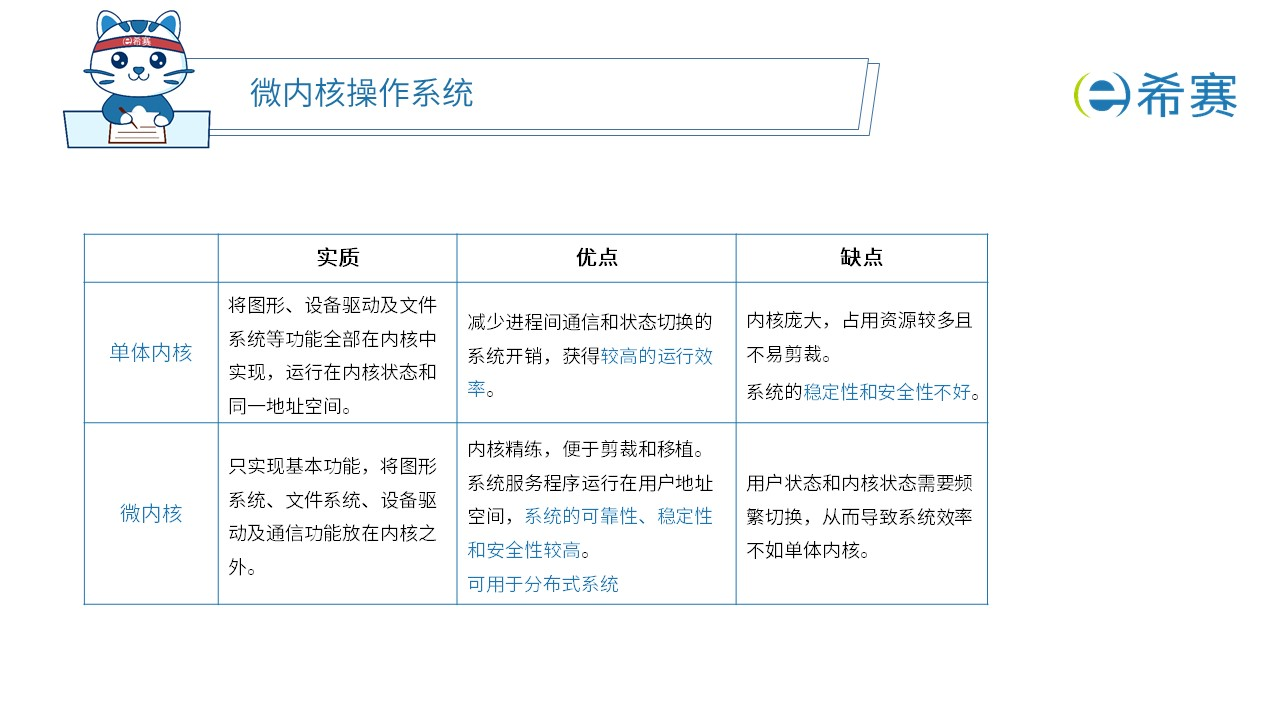 希赛
微内核操作系统
希赛
实质
优点
缺点
单体内核
将图形、设备驱动及文件
系统等功能全部在内核中
实现，运行在内核状态和
同一地址空间。
减少进程间通信和状态切换的
系统开销，获得较高的运行效
率。
内核庞大，占用资源较多且
不易剪裁。
系统的稳定性和安全性不好。
微内核
只实现基本功能，将图形
系统、文件系统、设备驱
动及通信功能放在内核之
外。
内核精练，便于剪裁和移植。
系统服务程序运行在用户地址
空间，系统的可靠性、稳定性
和安全性较高。
可用于分布式系统
用户状态和内核状态需要频
繁切换，从而导致系统效率
不如单体内核。